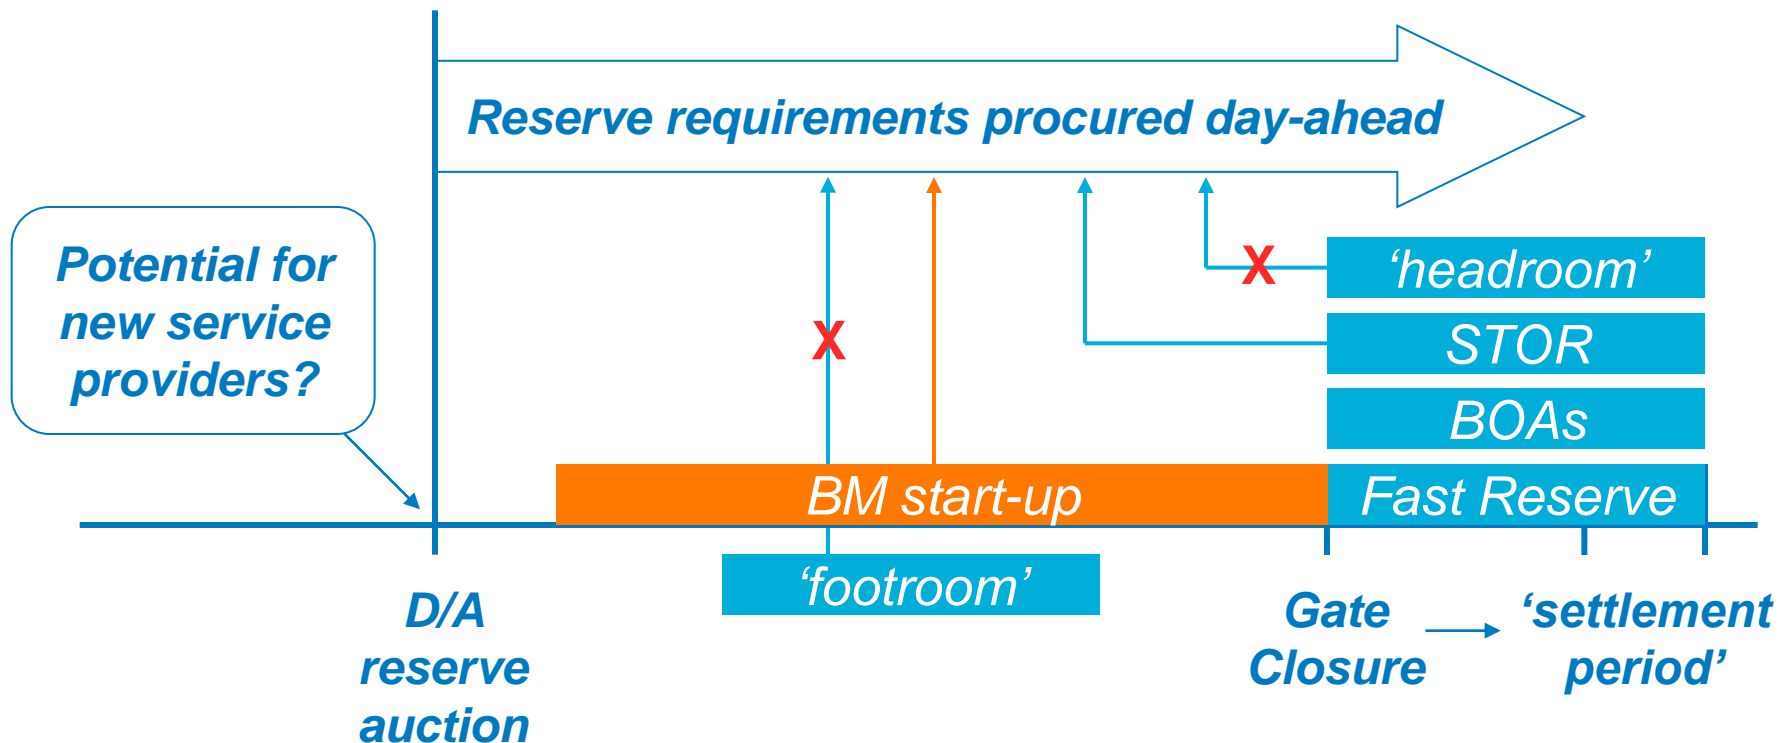 Reserve requirements procured day-ahead
Potential for
new service
providers?
X
X
‘headroom’
STOR
BOAs
BM start-up
Fast Reserve
‘footroom’
D/A
reserve
auction
Gate
Closure
‘settlement
period’